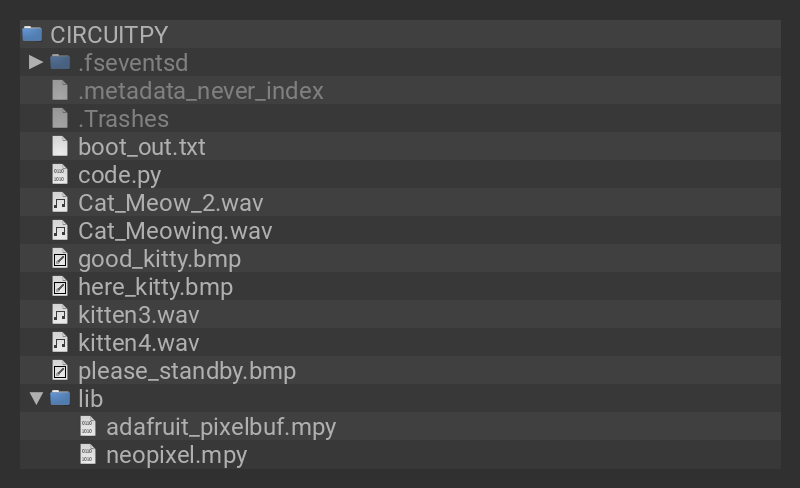 CIRCUITPY
.fseventsd
.metadata_never_index
.Trashes
boot_out.txt
code.py
Cat_Meow_2.wav
Cat_Meowing.wav
good_kitty.bmp
here_kitty.bmp
kitten3.wav
kitten4.wav
please_standby.bmp
lib
adafruit_pixelbuf.mpy
neopixel.mpy